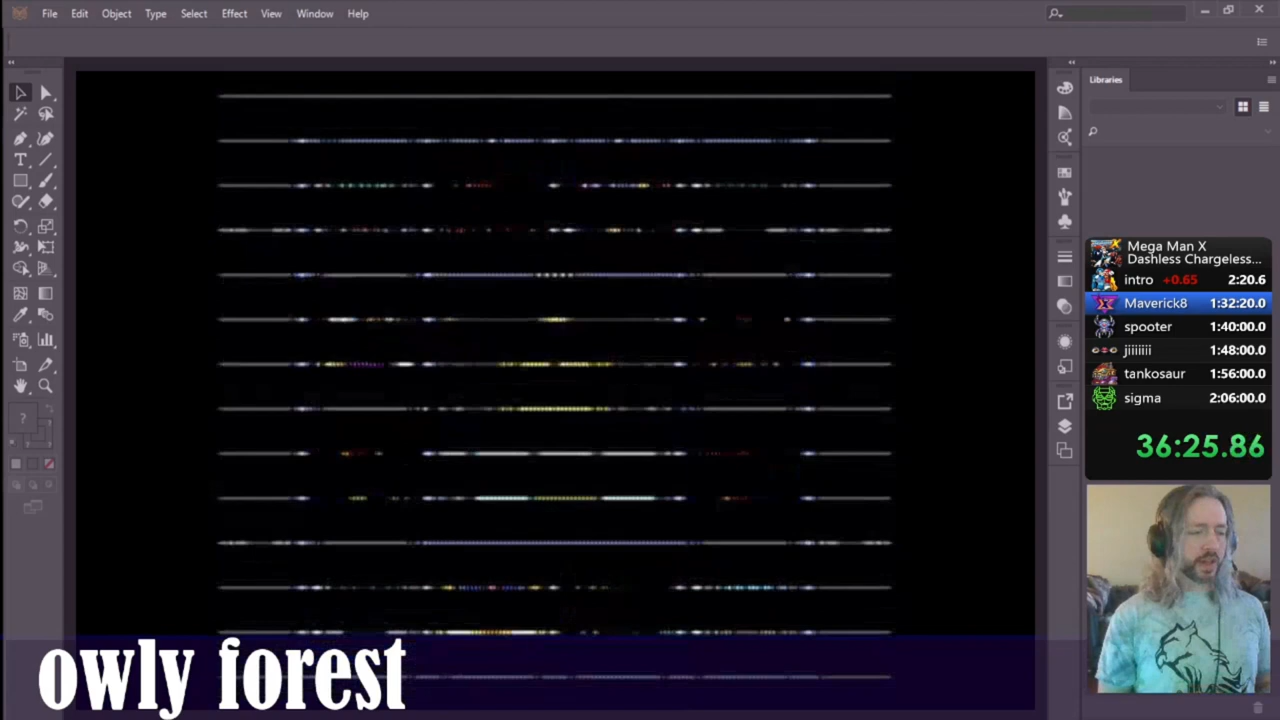 File Edit Object Type Select Effect View Window Help
Libraries
Mega Man X
Dashless Chargeless...
intro +0.65 2:20.6
Maverick8 1:32:20.0
spooter 1:40:00.0
jiiiiiii 1:48:00.0
tankosaur 1:56:00.0
sigma 2:06:00.0
36:25.86
?
owly forest